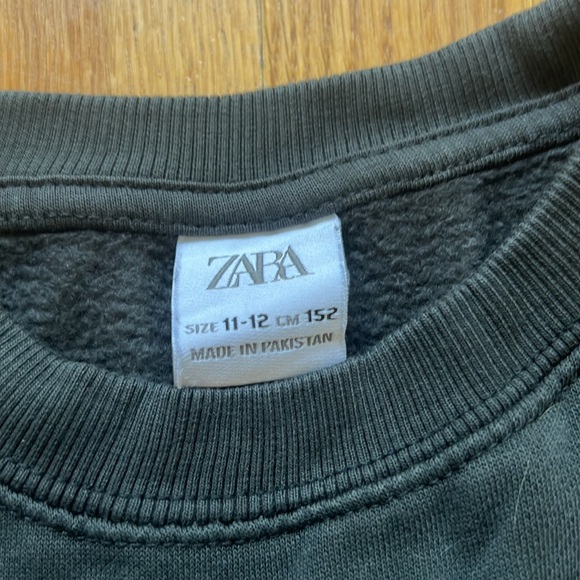 ZARA
SIZE 11-12 CM 152
MADE IN PAKISTAN